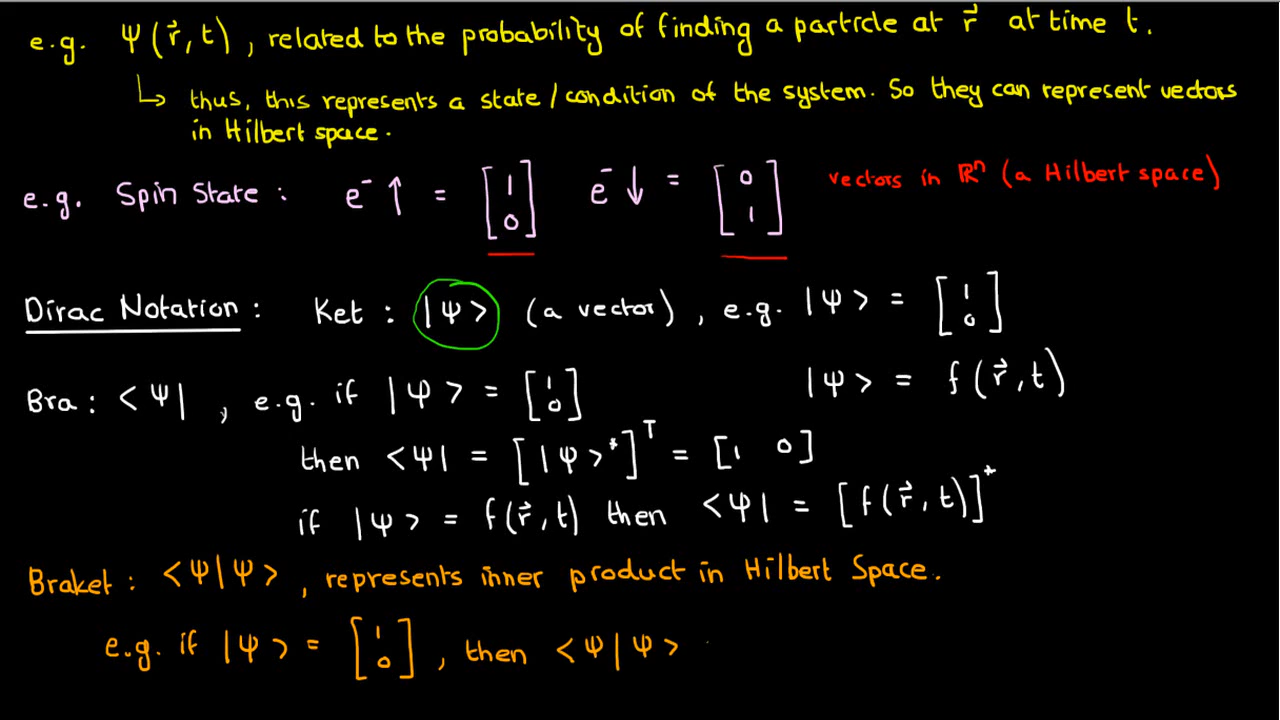 e.g. Ψ(r⃗, t), related to the probability of finding a particle at r⃗ at time t.
↳ thus, this represents a state/condition of the system. So they can represent vectors
in Hilbert space.
e.g. Spin State : e⁻↑ = [1 0] e⁻↓ = [0 1] vectors in ℝⁿ (a Hilbert space)
Dirac Notation : Ket : |Ψ> (a vector), e.g. |Ψ> = [1 0]
|Ψ> = f(r⃗, t)
Bra : <Ψ| , e.g. if |Ψ> = [1 0]
then <Ψ| = [|Ψ>*]ᵀ = [1 0]
if |Ψ> = f(r⃗, t) then <Ψ| = [f(r⃗, t)]*
Braket : <Ψ|Ψ> , represents inner product in Hilbert Space.
e.g. if |Ψ> = [1 0] , then <Ψ|Ψ>